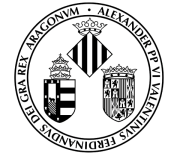 ALEXANDER PP VI VALENTINVS FERDINANDVS DEI GRA REX ARAGONVM •